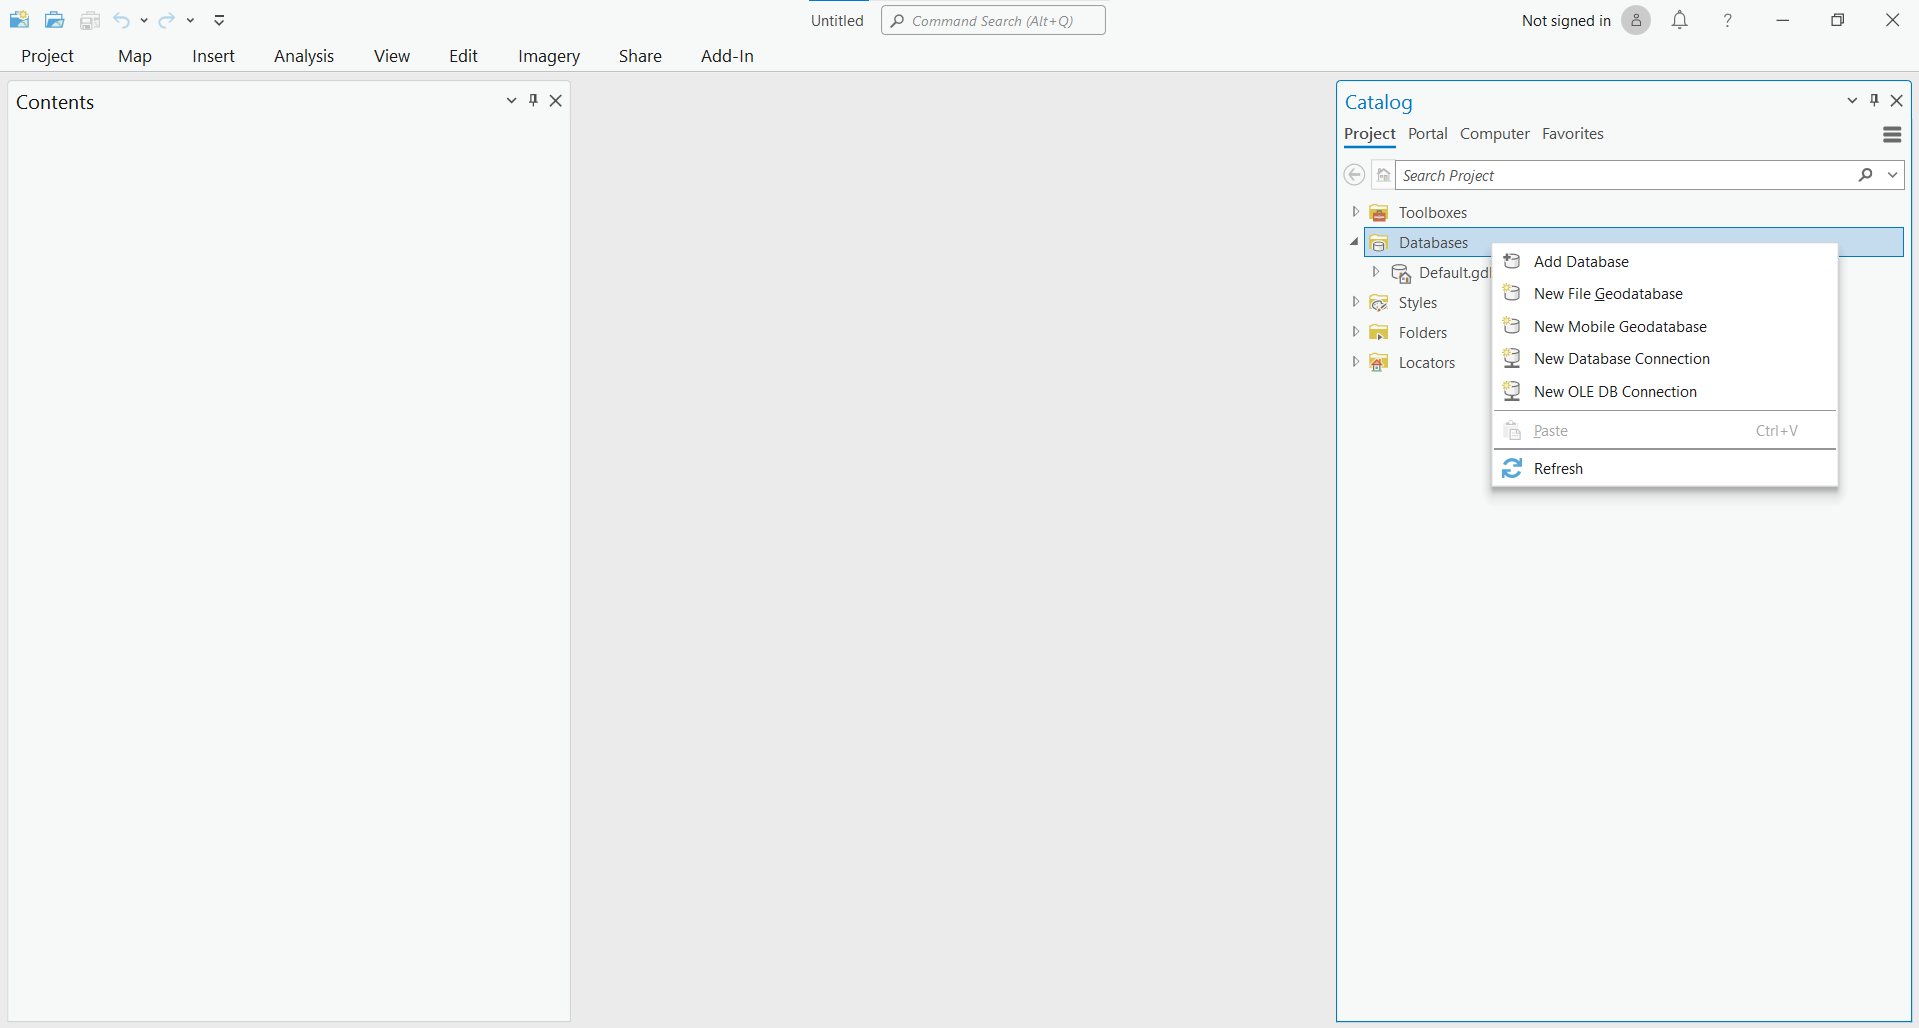 Untitled
Command Search (Alt+Q)
Not signed in
?
Project Map Insert Analysis View Edit Imagery Share Add-In
Contents
Catalog
Project Portal Computer Favorites
Search Project
Toolboxes
Databases
Default.gd
Styles
Folders
Locators
Add Database
New File Geodatabase
New Mobile Geodatabase
New Database Connection
New OLE DB Connection
Paste Ctrl+V
Refresh